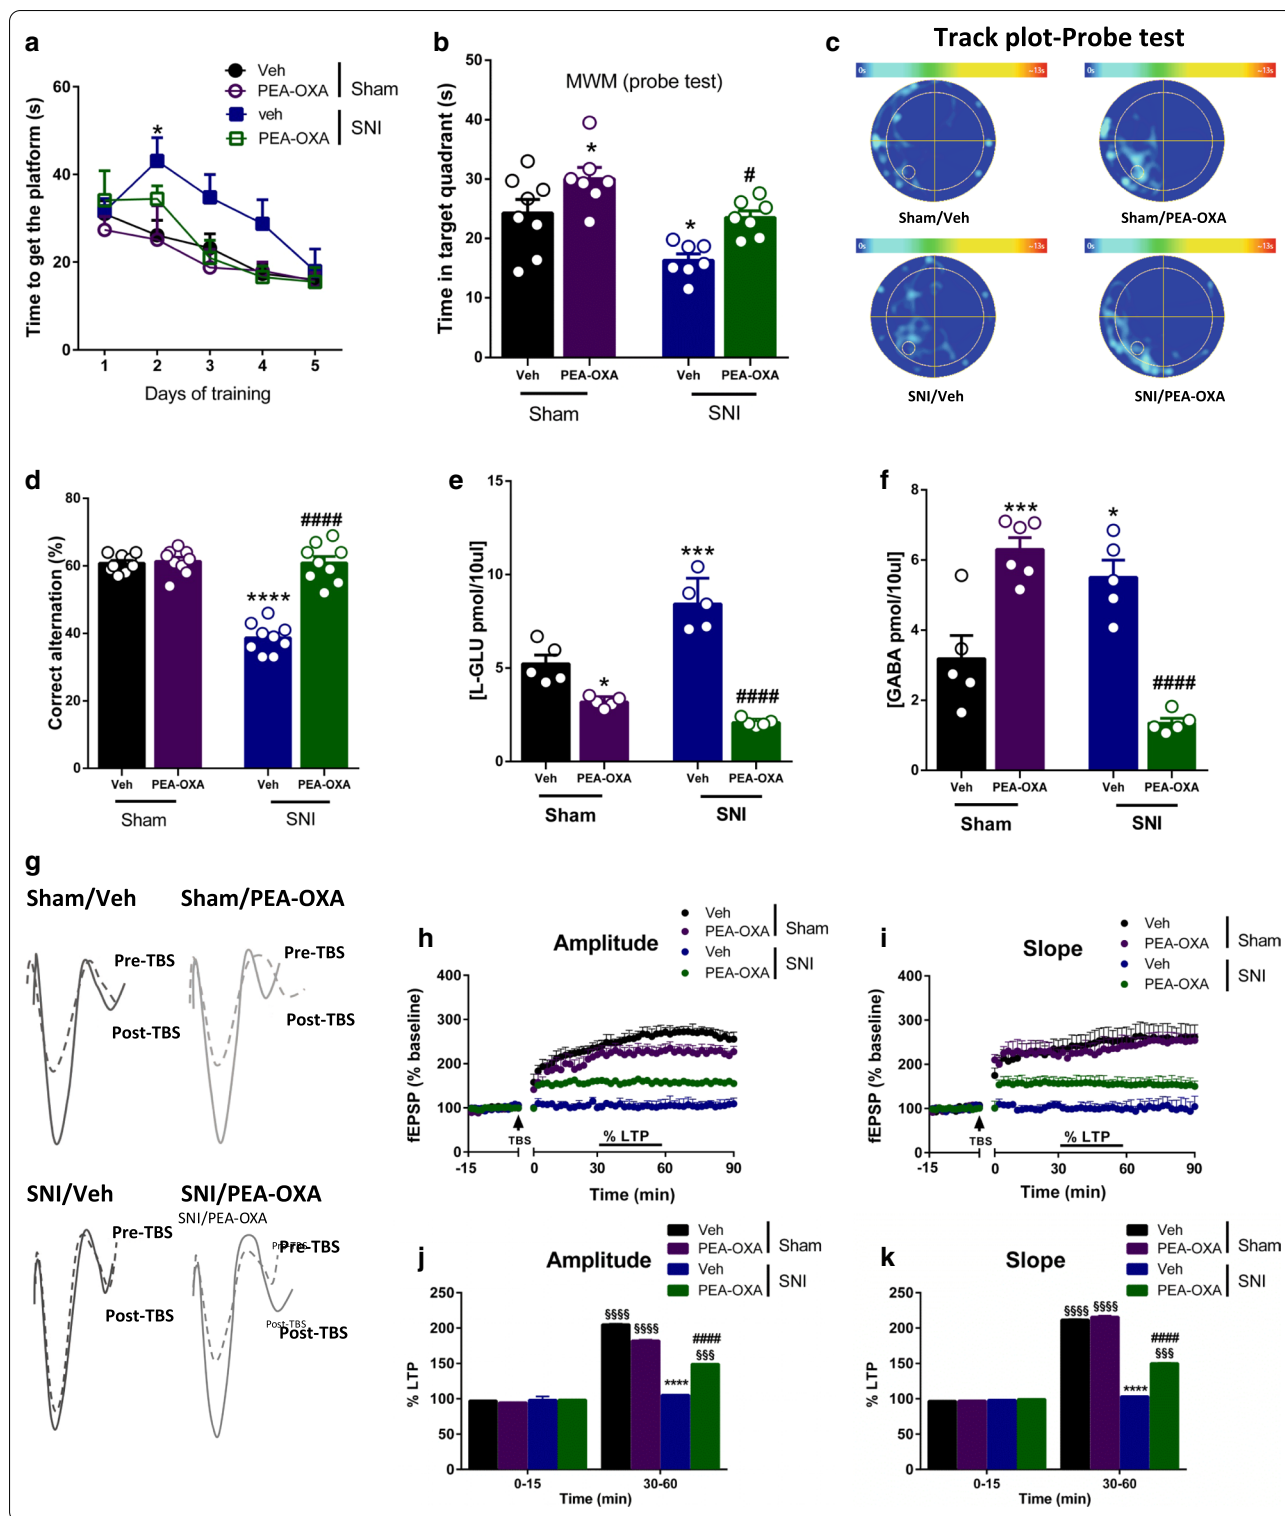 a
Veh
PEA-OXA
Sham
veh
PEA-OXA
SNI
Time to get the platform (s)
60
40
20
0
*
1 2 3 4 5
Days of training
b
MWM (probe test)
Time in target quadrant (s)
50
40
30
20
10
0
* * #
Veh PEA-OXA Veh PEA-OXA
Sham SNI
c
Track plot-Probe test
0s ~13s 0s ~13s
Sham/Veh Sham/PEA-OXA
0s ~13s 0s ~13s
SNI/Veh SNI/PEA-OXA
d
Correct alternation (%)
80
60
40
20
0
**** ####
Veh PEA-OXA Veh PEA-OXA
Sham SNI
e
[L-GLU pmol/10ul]
15
10
5
0
* *** ####
Veh PEA-OXA Veh PEA-OXA
Sham SNI
f
[GABA pmol/10ul]
8
6
4
2
0
*** * ####
Veh PEA-OXA Veh PEA-OXA
Sham SNI
g
Sham/Veh Sham/PEA-OXA
Pre-TBS Pre-TBS
Post-TBS Post-TBS
SNI/Veh SNI/PEA-OXA
SNI/PEA-OXA
Pre-TBS Pre-TBS Pre-TBS
Post-TBS Post-TBS Post-TBS
h
Amplitude
Veh
PEA-OXA
Sham
Veh
PEA-OXA
SNI
fEPSP (% baseline)
400
300
200
100
0
TBS
% LTP
-15 0 30 60 90
Time (min)
i
Slope
Veh
PEA-OXA
Sham
Veh
PEA-OXA
SNI
fEPSP (% baseline)
400
300
200
100
0
TBS
% LTP
-15 0 30 60 90
Time (min)
j
Amplitude
Veh
PEA-OXA
Sham
Veh
PEA-OXA
SNI
% LTP
250
200
150
100
50
0
§§§§ §§§§ **** #### §§§
0-15 30-60
Time (min)
k
Slope
Veh
PEA-OXA
Sham
Veh
PEA-OXA
SNI
% LTP
250
200
150
100
50
0
§§§§ §§§§ **** #### §§§
0-15 30-60
Time (min)